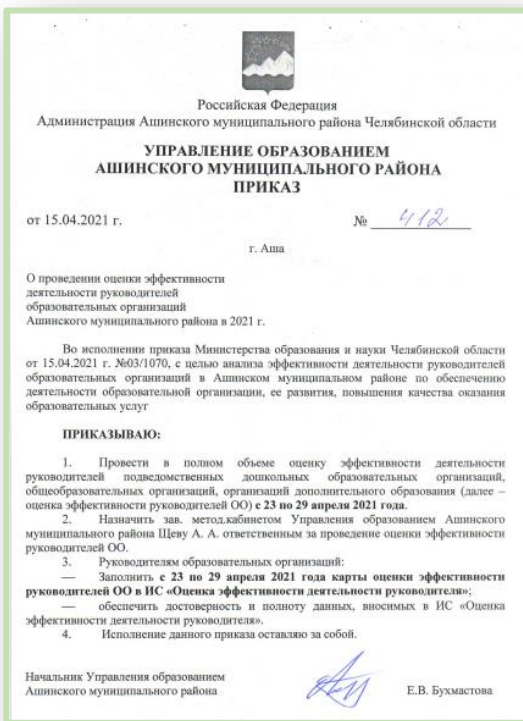 Российская Федерация
Администрация Ашинского муниципального района Челябинской области
УПРАВЛЕНИЕ ОБРАЗОВАНИЕМ
АШИНСКОГО МУНИЦИПАЛЬНОГО РАЙОНА
ПРИКАЗ
от 15.04.2021 г. № 412
г. Аша
О проведении оценки эффективности
деятельности руководителей
образовательных организаций
Ашинского муниципального района в 2021 г.
Во исполнении приказа Министерства образования и науки Челябинской области
от 15.04.2021 г. №03/1070, с целью анализа эффективности деятельности руководителей
образовательных организаций в Ашинском муниципальном районе по обеспечению
деятельности образовательной организации, ее развития, повышения качества оказания
образовательных услуг
ПРИКАЗЫВАЮ:
1. Провести в полном объеме оценку эффективности деятельности
руководителей подведомственных дошкольных образовательных организаций,
общеобразовательных организаций, организаций дополнительного образования (далее –
оценка эффективности руководителей ОО) с 23 по 29 апреля 2021 года.
2. Назначить зав. метод.кабинетом Управления образованием Ашинского
муниципального района Щеву А. А. ответственным за проведение оценки эффективности
руководителей ОО.
3. Руководителям образовательных организаций:
— Заполнить с 23 по 29 апреля 2021 года карты оценки эффективности
руководителей ОО в ИС «Оценка эффективности деятельности руководителя»;
— обеспечить достоверность и полноту данных, вносимых в ИС «Оценка
эффективности деятельности руководителя».
4. Исполнение данного приказа оставляю за собой.
Начальник Управления образованием
Ашинского муниципального района Е.В. Бухмастова